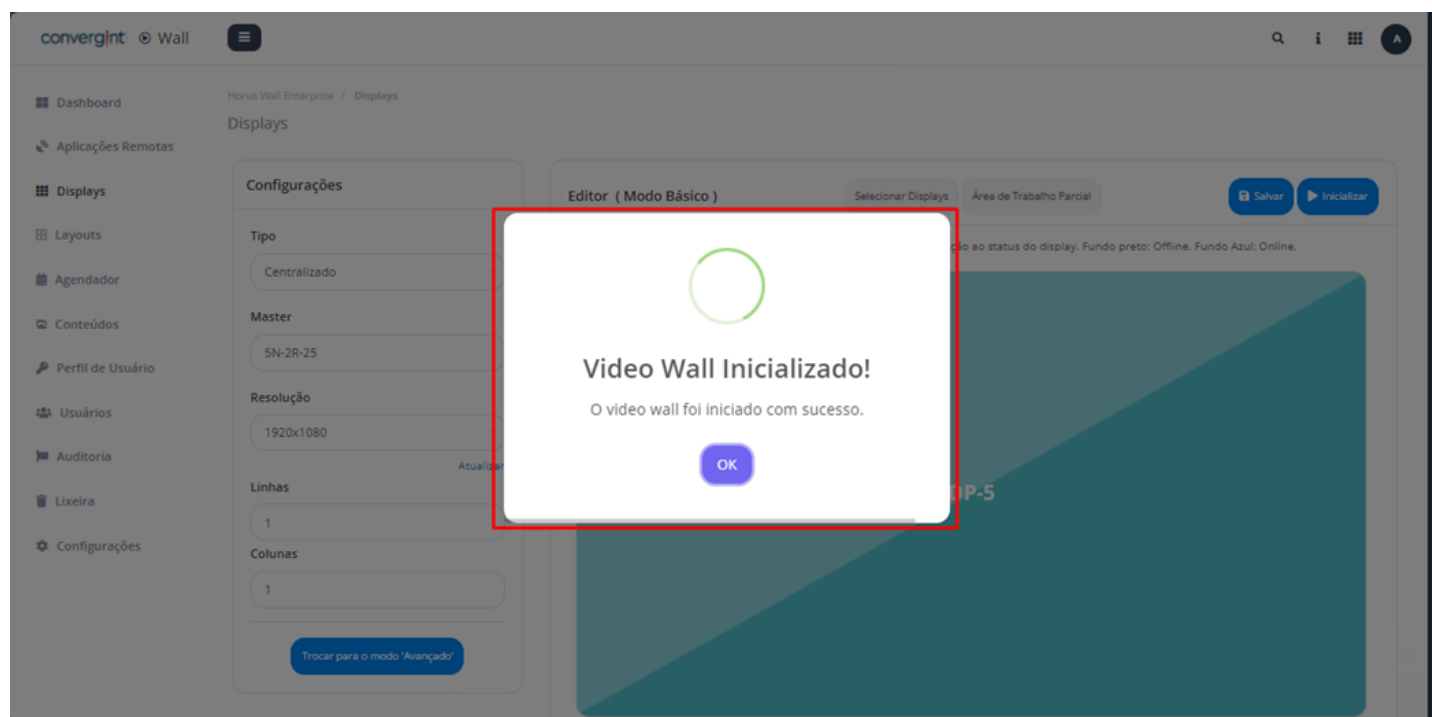 convergint Wall
A
Dashboard
Aplicações Remotas
Displays
Layouts
Agendador
Conteúdos
Perfil de Usuário
Usuários
Auditoria
Lixeira
Configurações
Horus Wall Enterprise / Displays
Displays
Configurações
Tipo
Centralizado
Master
5N-2R-25
Resolução
1920x1080
Atualizar
Linhas
1
Colunas
1
Trocar para o modo 'Avançado'
Editor ( Modo Básico )
Selecionar Displays
Área de Trabalho Parcial
Salvar
Inicializar
ao status do display. Fundo preto: Offline. Fundo Azul: Online.
DP-5
Video Wall Inicializado!
O video wall foi iniciado com sucesso.
OK